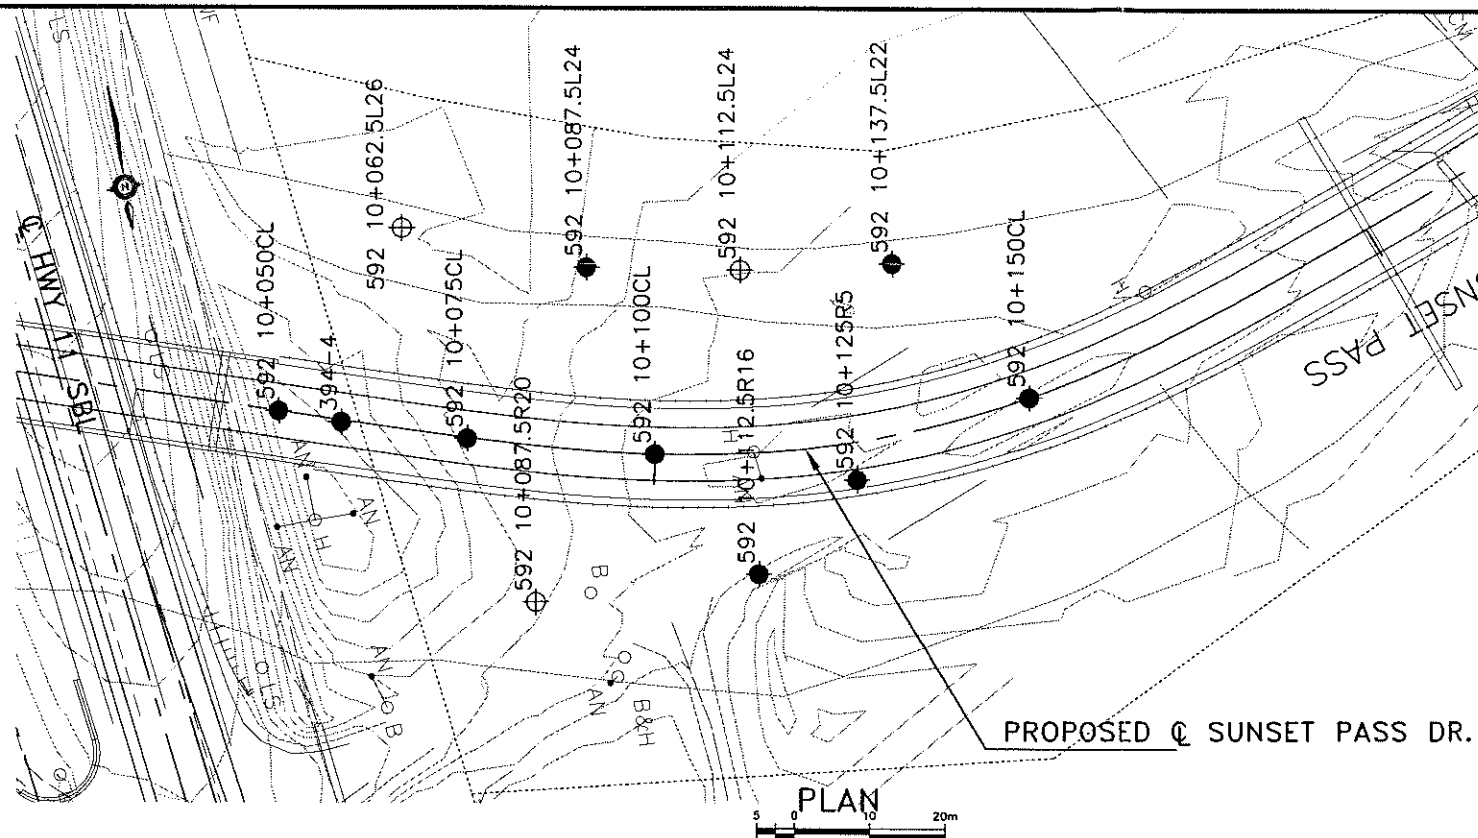 LS
NF
592 10+062.5L26
592 10+087.5L24
592 10+112.5L24
592 10+137.5L22
N
℄ HWY 11 SBL
592 10+050CL
394-4
592 10+075CL
592 10+100CL
592 10+125R5
592 10+150CL
H
PASS
LS
592 10+087.5R20
592 10+112.5R16
H
AN
AN
AN
H
B
AN
LS
B
AN
B&H
PROPOSED ℄ SUNSET PASS DR.
PLAN
5 0 10 20m